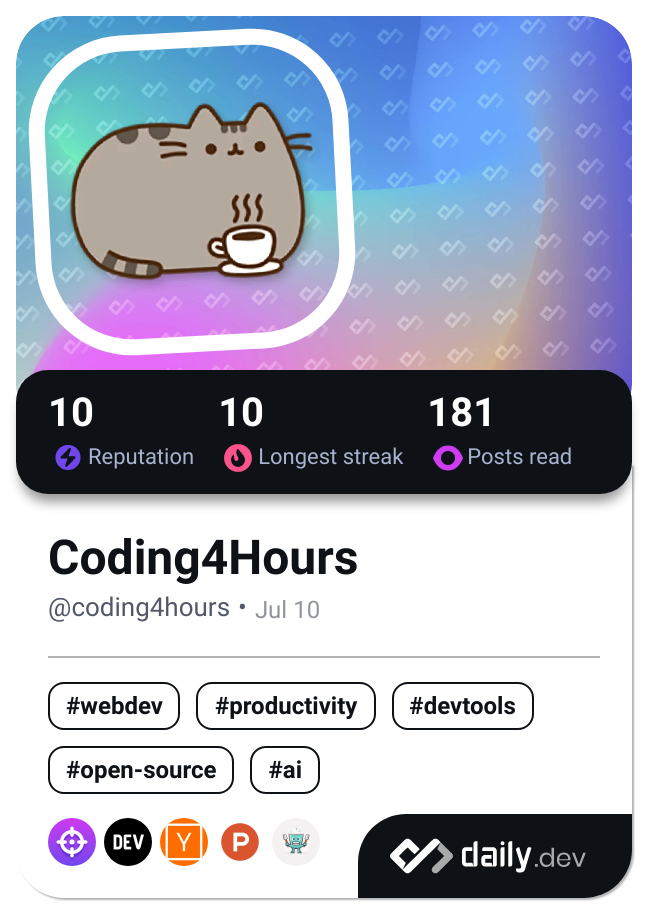 10 10 181
Reputation Longest streak Posts read
Coding4Hours
@coding4hours • Jul 10
#webdev #productivity #devtools
#open-source #ai
DEV Y P
daily.dev